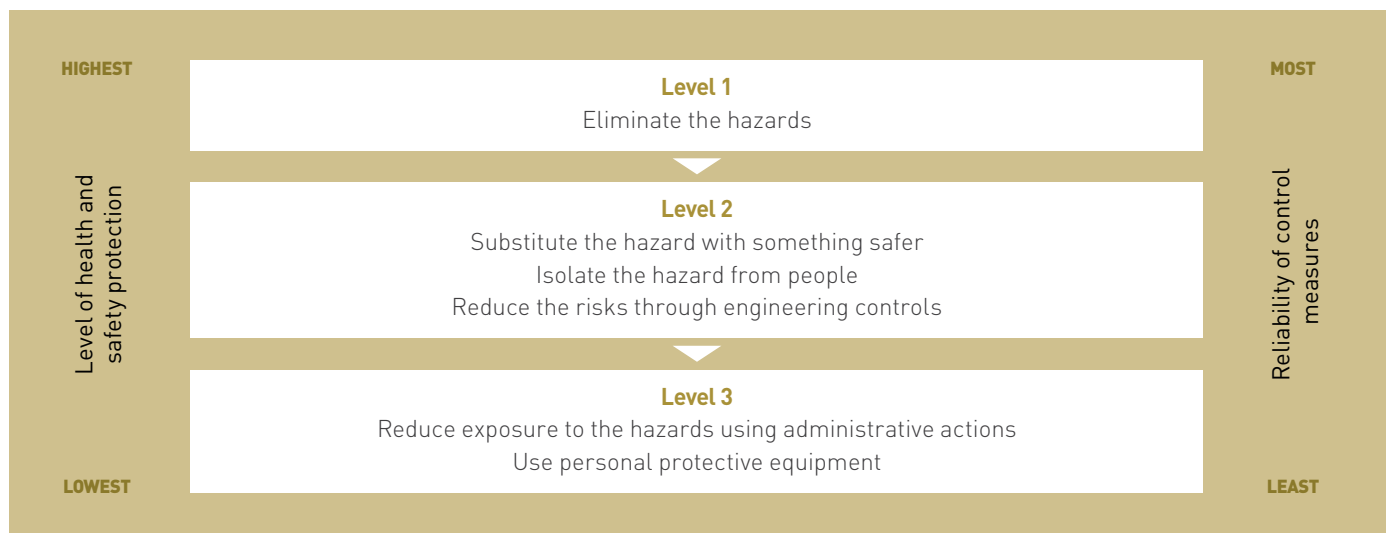 HIGHEST
MOST
Level 1
Eliminate the hazards
Level of health and
safety protection
Level 2
Substitute the hazard with something safer
Isolate the hazard from people
Reduce the risks through engineering controls
Reliability of control
measures
Level 3
Reduce exposure to the hazards using administrative actions
Use personal protective equipment
LOWEST
LEAST